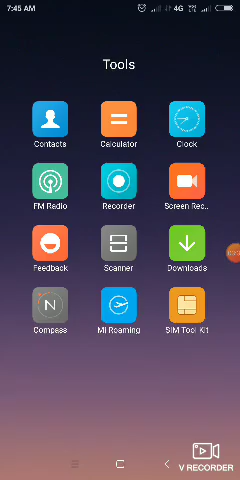 7:45 AM 4G
Tools
Contacts Calculator Clock
FM Radio Recorder Screen Rec..
Feedback Scanner Downloads
N
Compass Mi Roaming SIM Tool Kit
V RECORDER